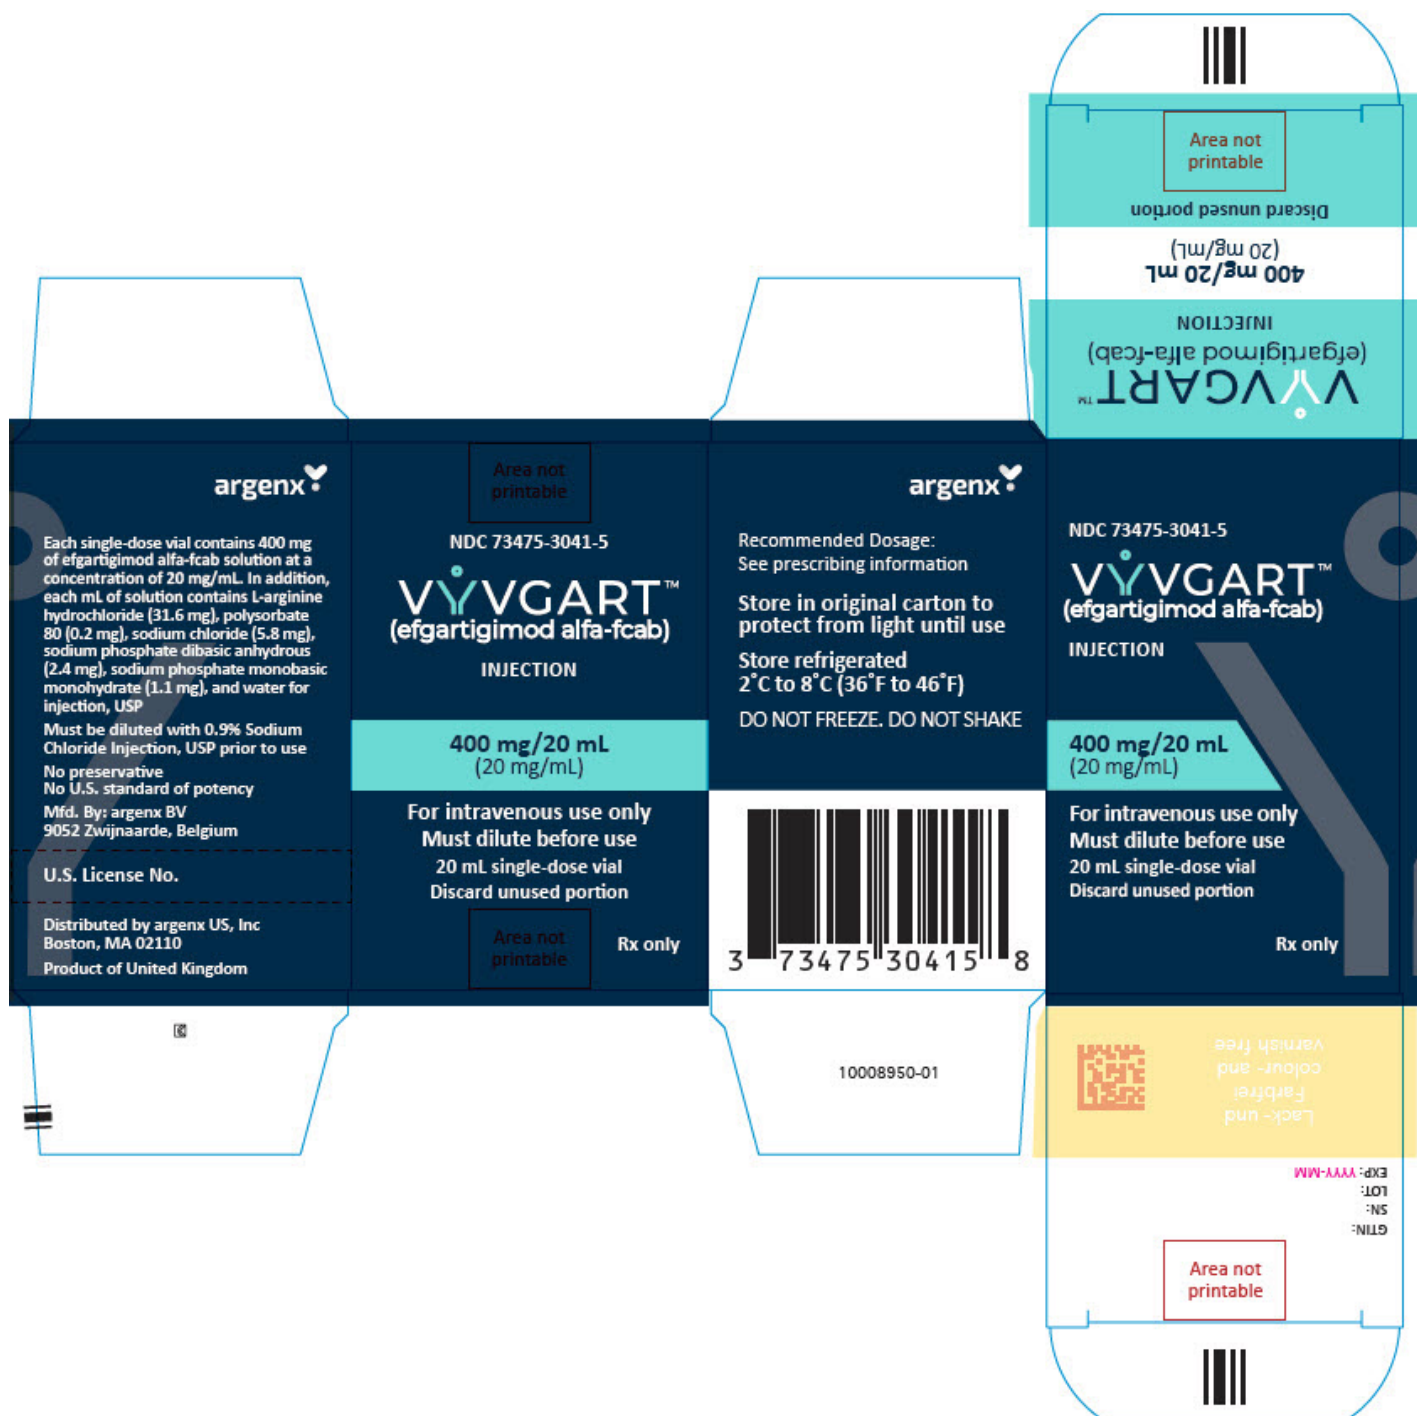 Area not
printable
Discard unused portion
400 mg/20 mL
(20 mg/mL)
INJECTION
(efgartigimod alfa-fcab)
VYVGART™
argenx
Each single-dose vial contains 400 mg
of efgartigimod alfa-fcab solution at a
concentration of 20 mg/mL. In addition,
each mL of solution contains L-arginine
hydrochloride (31.6 mg), polysorbate
80 (0.2 mg), sodium chloride (5.8 mg),
sodium phosphate dibasic anhydrous
(2.4 mg), sodium phosphate monobasic
monohydrate (1.1 mg), and water for
injection, USP
Must be diluted with 0.9% Sodium
Chloride Injection, USP prior to use
No preservative
No U.S. standard of potency
Mfd. By: argenx BV
9052 Zwijnaarde, Belgium
U.S. License No.
Distributed by argenx US, Inc
Boston, MA 02110
Product of United Kingdom
Area not
printable
NDC 73475-3041-5
VYVGART™
(efgartigimod alfa-fcab)
INJECTION
400 mg/20 mL
(20 mg/mL)
For intravenous use only
Must dilute before use
20 mL single-dose vial
Discard unused portion
Area not
printable
Rx only
argenx
Recommended Dosage:
See prescribing information
Store in original carton to
protect from light until use
Store refrigerated
2˚C to 8˚C (36˚F to 46˚F)
DO NOT FREEZE. DO NOT SHAKE
3 73475 30415 8
10008950-01
NDC 73475-3041-5
VYVGART™
(efgartigimod alfa-fcab)
INJECTION
400 mg/20 mL
(20 mg/mL)
For intravenous use only
Must dilute before use
20 mL single-dose vial
Discard unused portion
Rx only
Lack- und
Farbfrei
colour- and
varnish free
GTIN:
SN:
LOT:
EXP: YYYY-MM
Area not
printable